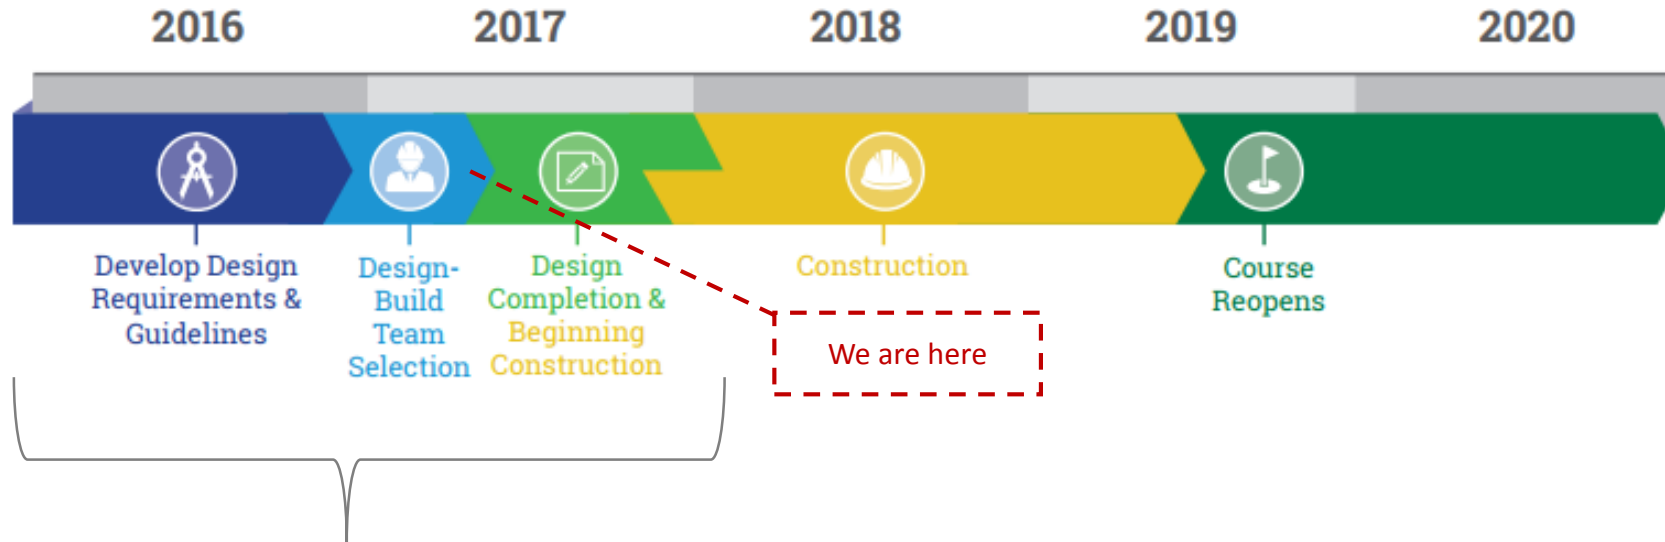 2016
2017
2018
2019
2020
Develop Design
Requirements &
Guidelines
Design-
Build
Team
Selection
Design
Completion &
Beginning
Construction
Construction
Course
Reopens
We are here